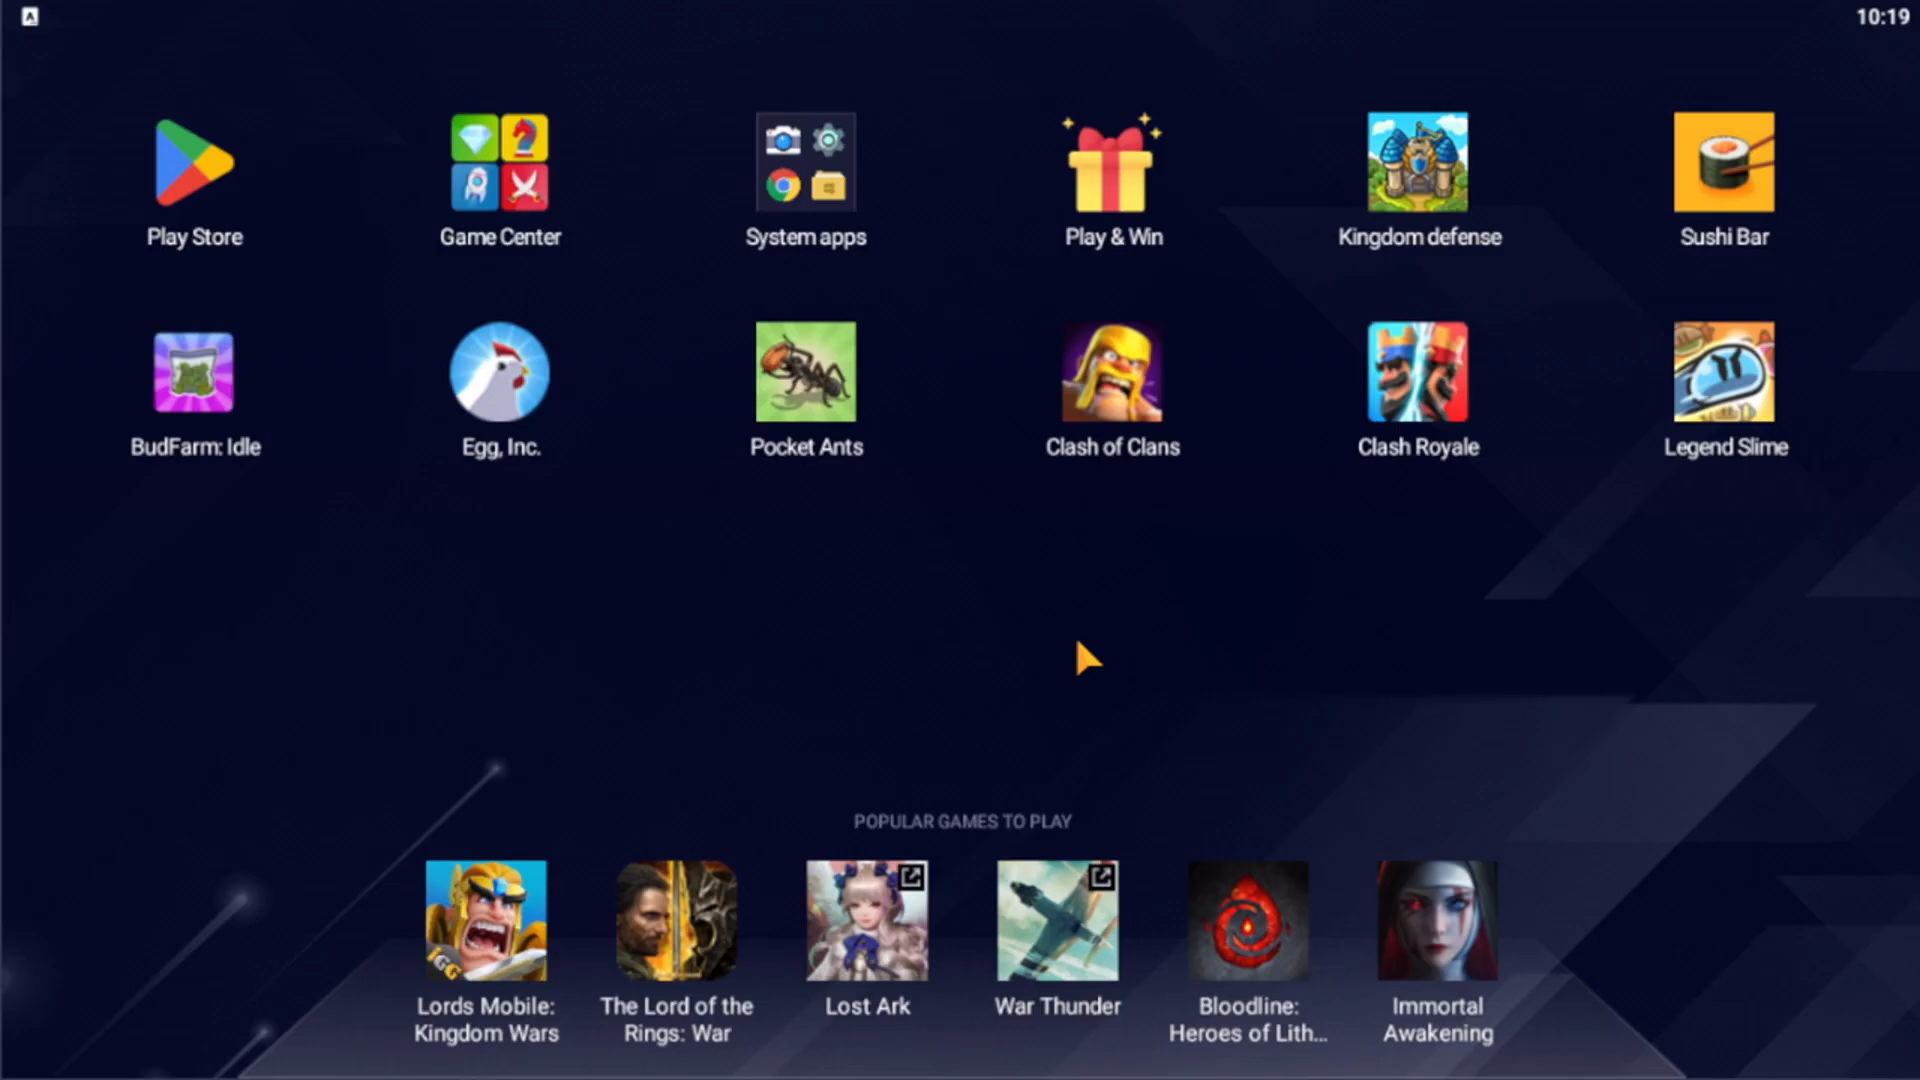 A
10:19
Play Store
Game Center
System apps
Play & Win
Kingdom defense
Sushi Bar
BudFarm: Idle
Egg, Inc.
Pocket Ants
Clash of Clans
Clash Royale
Legend Slime
POPULAR GAMES TO PLAY
IGG
Lords Mobile:
Kingdom Wars
The Lord of the
Rings: War
Lost Ark
War Thunder
Bloodline:
Heroes of Lith...
Immortal
Awakening